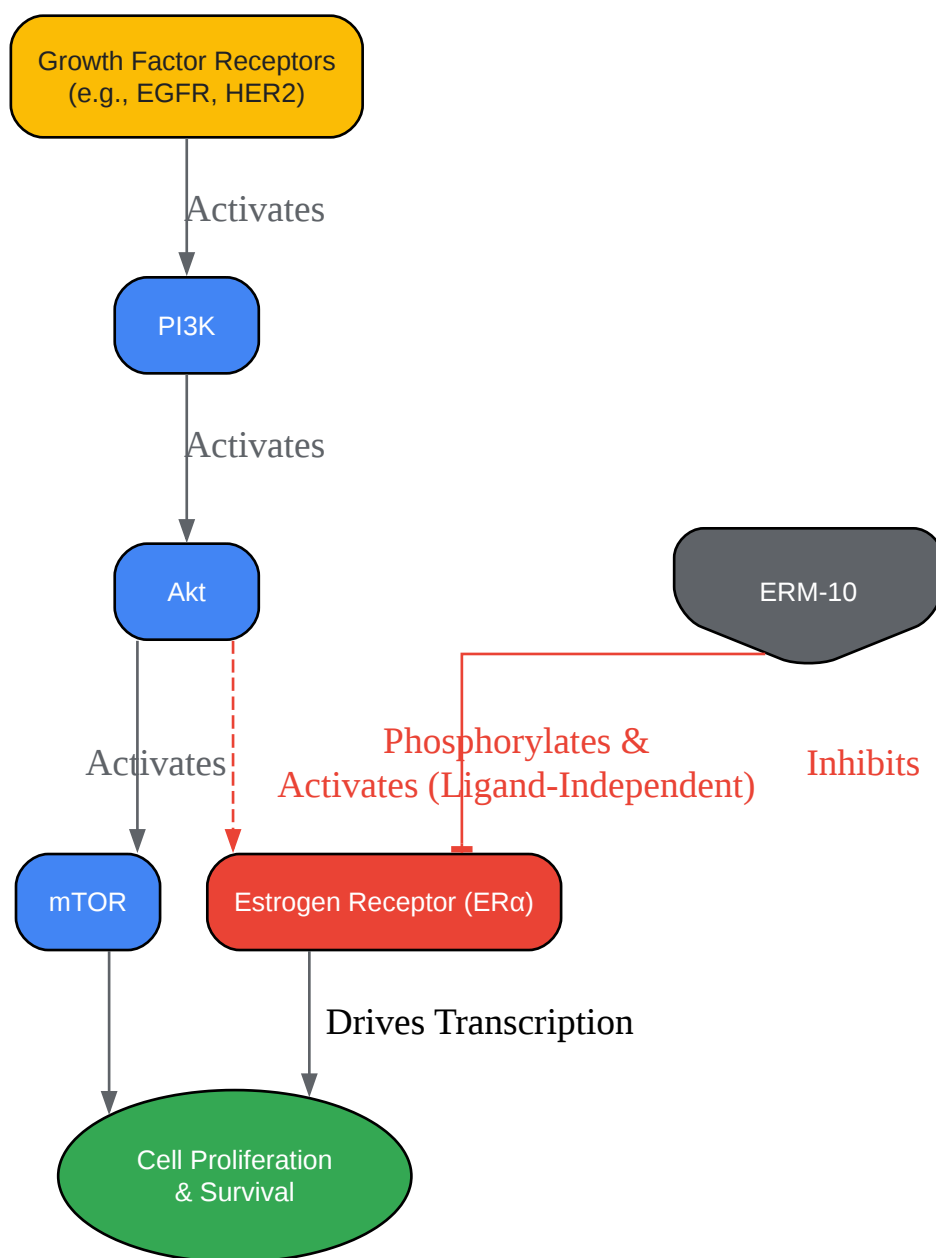 Growth Factor Receptors
(e.g., EGFR, HER2)
Activates
PI3K
Activates
Akt
ERM-10
Activates
Phosphorylates &
Activates (Ligand-Independent)
Inhibits
mTOR
Estrogen Receptor (ERα)
Drives Transcription
Cell Proliferation
& Survival